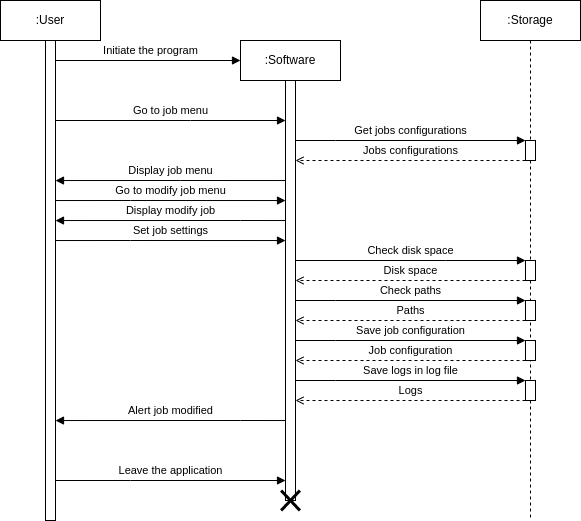 :User
:Storage
Initiate the program
:Software
Go to job menu
Get jobs configurations
Jobs configurations
Display job menu
Go to modify job menu
Display modify job
Set job settings
Check disk space
Disk space
Check paths
Paths
Save job configuration
Job configuration
Save logs in log file
Logs
Alert job modified
Leave the application